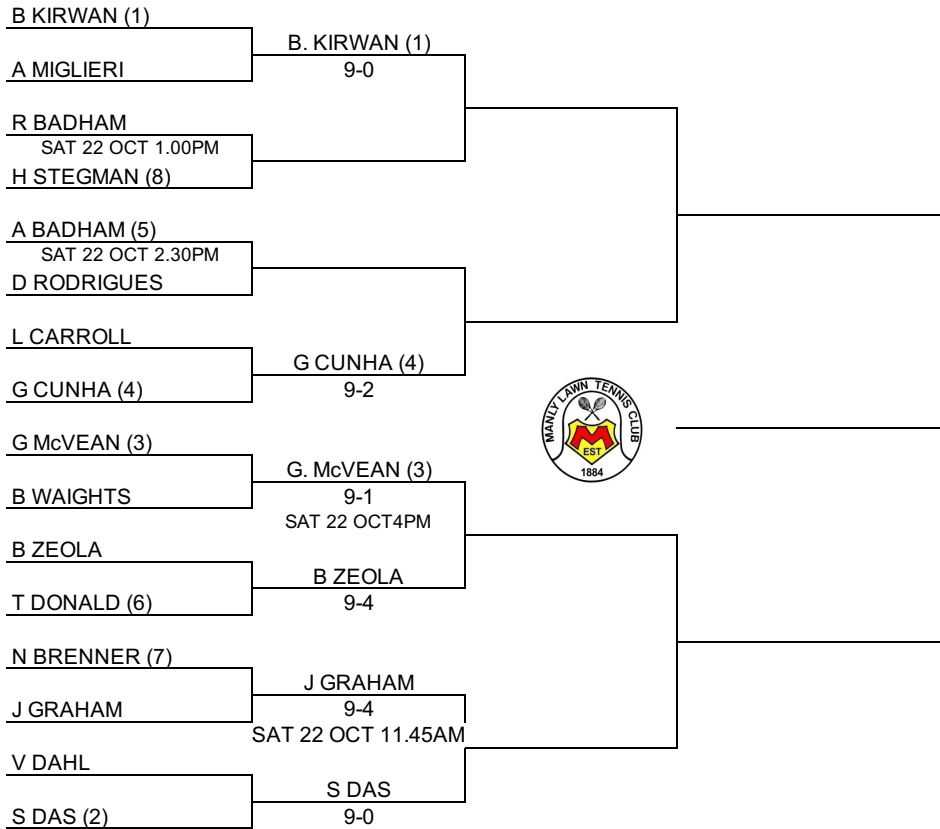 B KIRWAN (1)
B. KIRWAN (1)
A MIGLIERI
9-0
R BADHAM
SAT 22 OCT 1.00PM
H STEGMAN (8)
A BADHAM (5)
SAT 22 OCT 2.30PM
D RODRIGUES
L CARROLL
G CUNHA (4)
G CUNHA (4)
9-2
MANLY LAWN TENNIS CLUB
M
EST
1884
G McVEAN (3)
G. McVEAN (3)
B WAIGHTS
9-1
SAT 22 OCT4PM
B ZEOLA
B ZEOLA
T DONALD (6)
9-4
N BRENNER (7)
J GRAHAM
J GRAHAM
9-4
SAT 22 OCT 11.45AM
V DAHL
S DAS
S DAS (2)
9-0